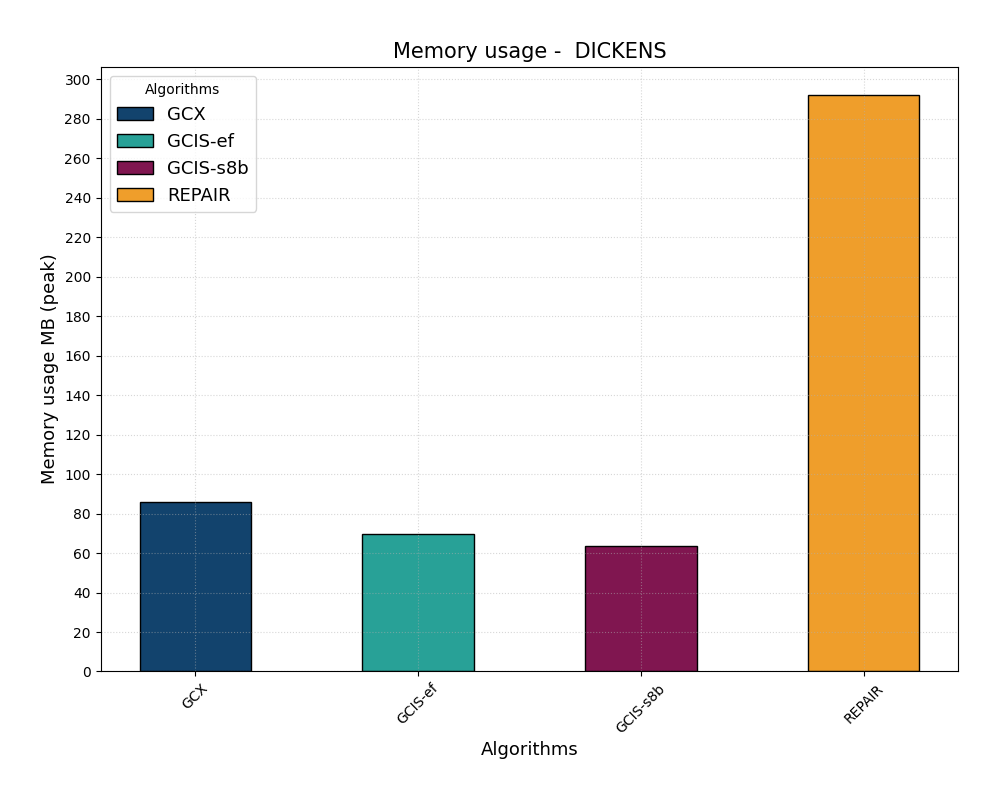 Memory usage -  DICKENS
Algorithms
GCX
GCIS-ef
GCIS-s8b
REPAIR
Memory usage MB (peak)
300
280
260
240
220
200
180
160
140
120
100
80
60
40
20
0
GCX
GCIS-ef
GCIS-s8b
REPAIR
Algorithms